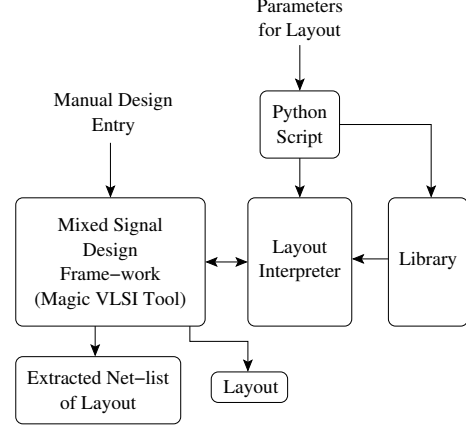 Parameters
for Layout
Manual Design
Entry
Python
Script
Mixed Signal
Design
Frame−work
(Magic VLSI Tool)
Layout
Interpreter
Library
Extracted Net−list
of Layout
Layout